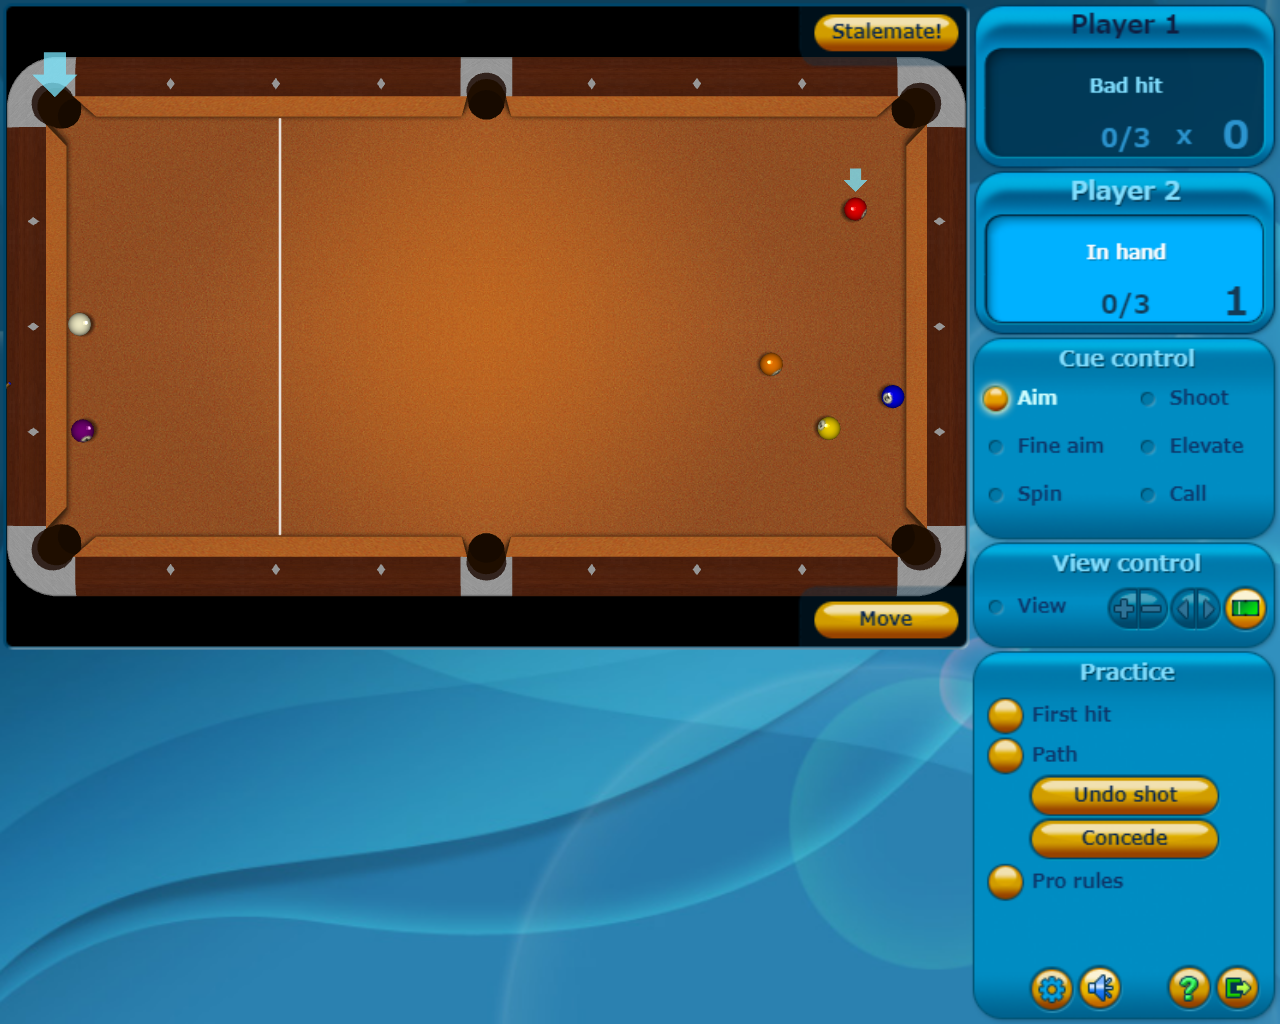 Stalemate!
Move
Player 1
Bad hit
0/3 x 0
Player 2
In hand
0/3 1
Cue control
Aim Shoot
Fine aim Elevate
Spin Call
View control
View
Practice
First hit
Path
Undo shot
Concede
Pro rules
?